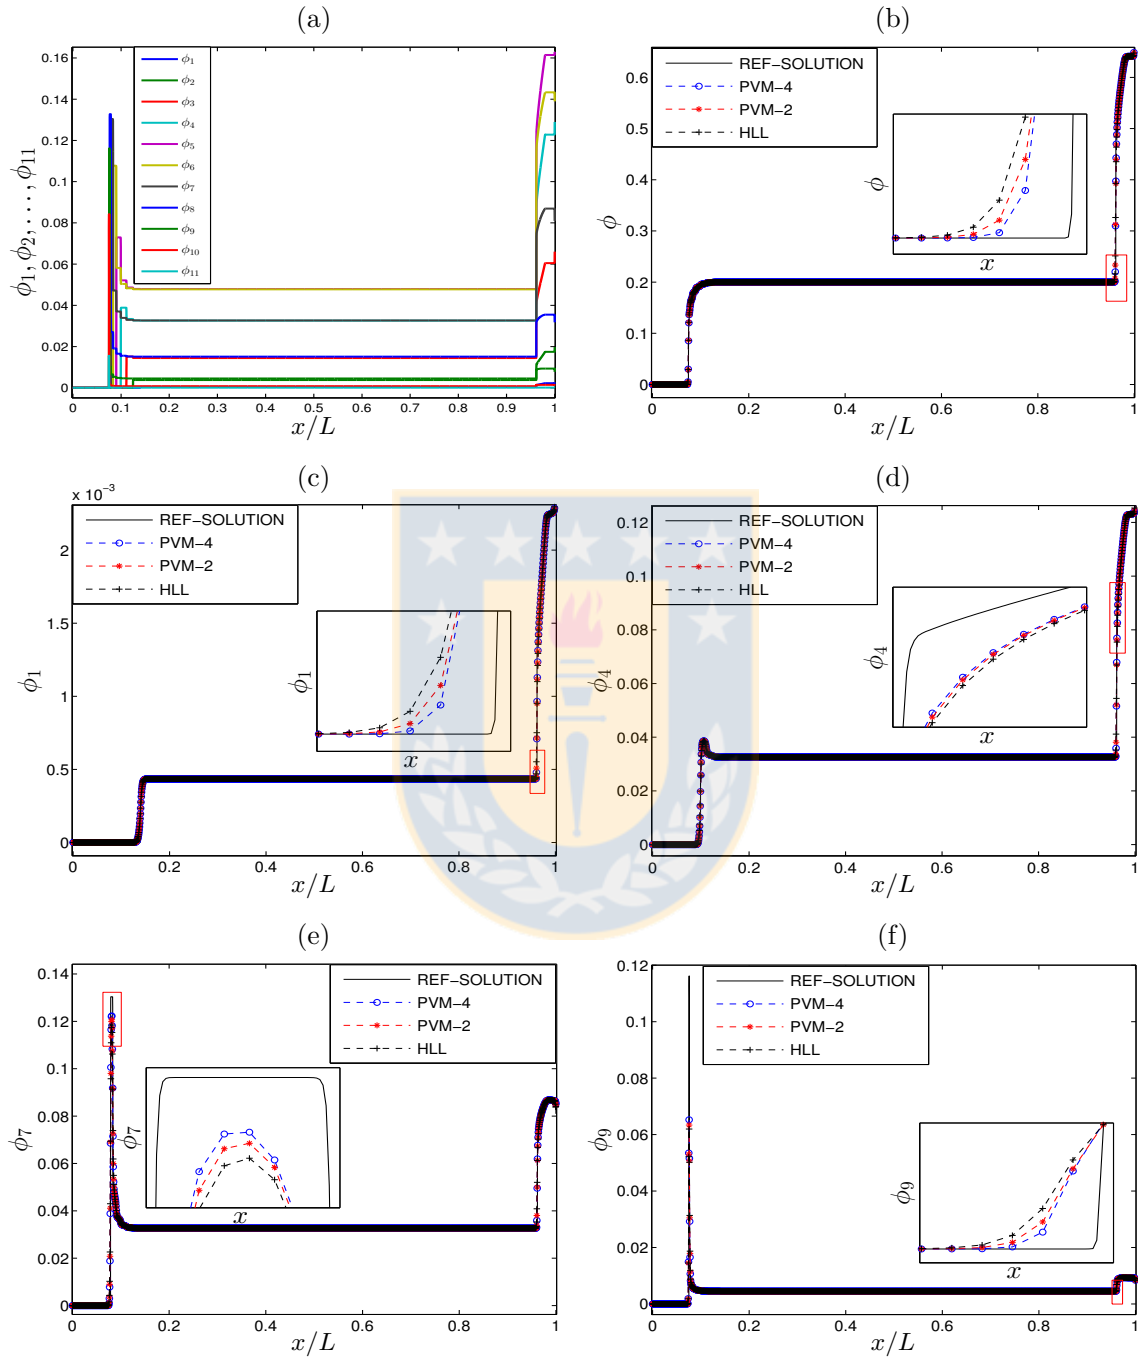 (a)
0.16
0.14
0.12
0.1
0.08
0.06
0.04
0.02
0
ϕ₁, ϕ₂, . . . , ϕ₁₁
ϕ₁
ϕ₂
ϕ₃
ϕ₄
ϕ₅
ϕ₆
ϕ₇
ϕ₈
ϕ₉
ϕ₁₀
ϕ₁₁
0 0.1 0.2 0.3 0.4 0.5 0.6 0.7 0.8 0.9 1
x/L
(b)
0.6
0.5
0.4
0.3
0.2
0.1
0
ϕ
REF-SOLUTION
PVM-4
PVM-2
HLL
ϕ
x
0 0.2 0.4 0.6 0.8 1
x/L
(c)
x 10⁻³
2
1.5
1
0.5
0
ϕ₁
REF-SOLUTION
PVM-4
PVM-2
HLL
ϕ₁
x
0 0.2 0.4 0.6 0.8 1
x/L
(d)
0.12
0.1
0.08
0.06
0.04
0.02
0
ϕ₄
REF-SOLUTION
PVM-4
PVM-2
HLL
ϕ₄
x
0 0.2 0.4 0.6 0.8 1
x/L
(e)
0.14
0.12
0.1
0.08
0.06
0.04
0.02
0
ϕ₇
REF-SOLUTION
PVM-4
PVM-2
HLL
ϕ₇
x
0 0.2 0.4 0.6 0.8 1
x/L
(f)
0.12
0.1
0.08
0.06
0.04
0.02
0
ϕ₉
REF-SOLUTION
PVM-4
PVM-2
HLL
ϕ₉
x
0 0.2 0.4 0.6 0.8 1
x/L